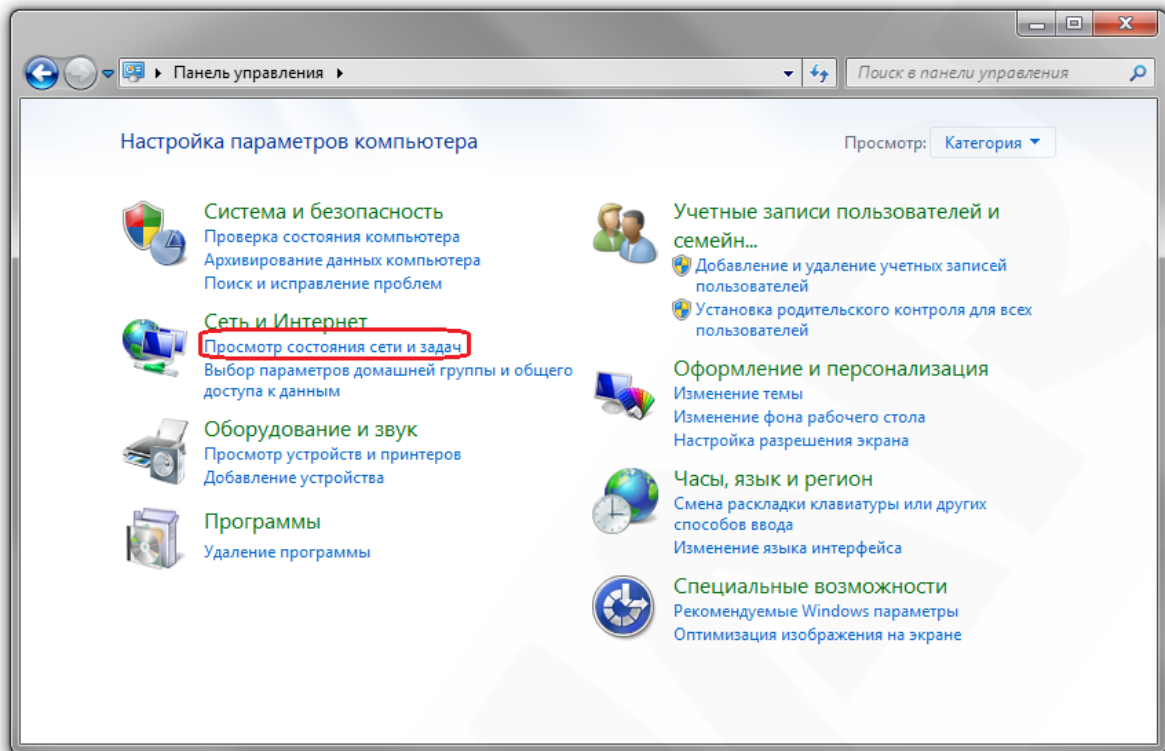 Панель управления
Поиск в панели управления
Настройка параметров компьютера
Просмотр: Категория
Система и безопасность
Проверка состояния компьютера
Архивирование данных компьютера
Поиск и исправление проблем
Сеть и Интернет
Просмотр состояния сети и задач
Выбор параметров домашней группы и общего
доступа к данным
Оборудование и звук
Просмотр устройств и принтеров
Добавление устройства
Программы
Удаление программы
Учетные записи пользователей и
семейн...
Добавление и удаление учетных записей
пользователей
Установка родительского контроля для всех
пользователей
Оформление и персонализация
Изменение темы
Изменение фона рабочего стола
Настройка разрешения экрана
Часы, язык и регион
Смена раскладки клавиатуры или других
способов ввода
Изменение языка интерфейса
Специальные возможности
Рекомендуемые Windows параметры
Оптимизация изображения на экране